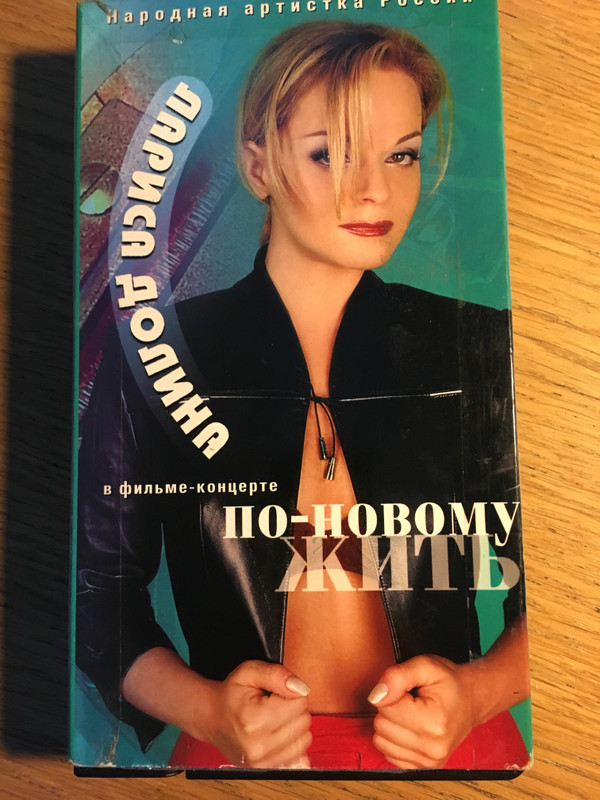 Народная артистка России
ЛАРИСА ДОЛИНА
в фильме-концерте
ПО-НОВОМУ
ЖИТЬ